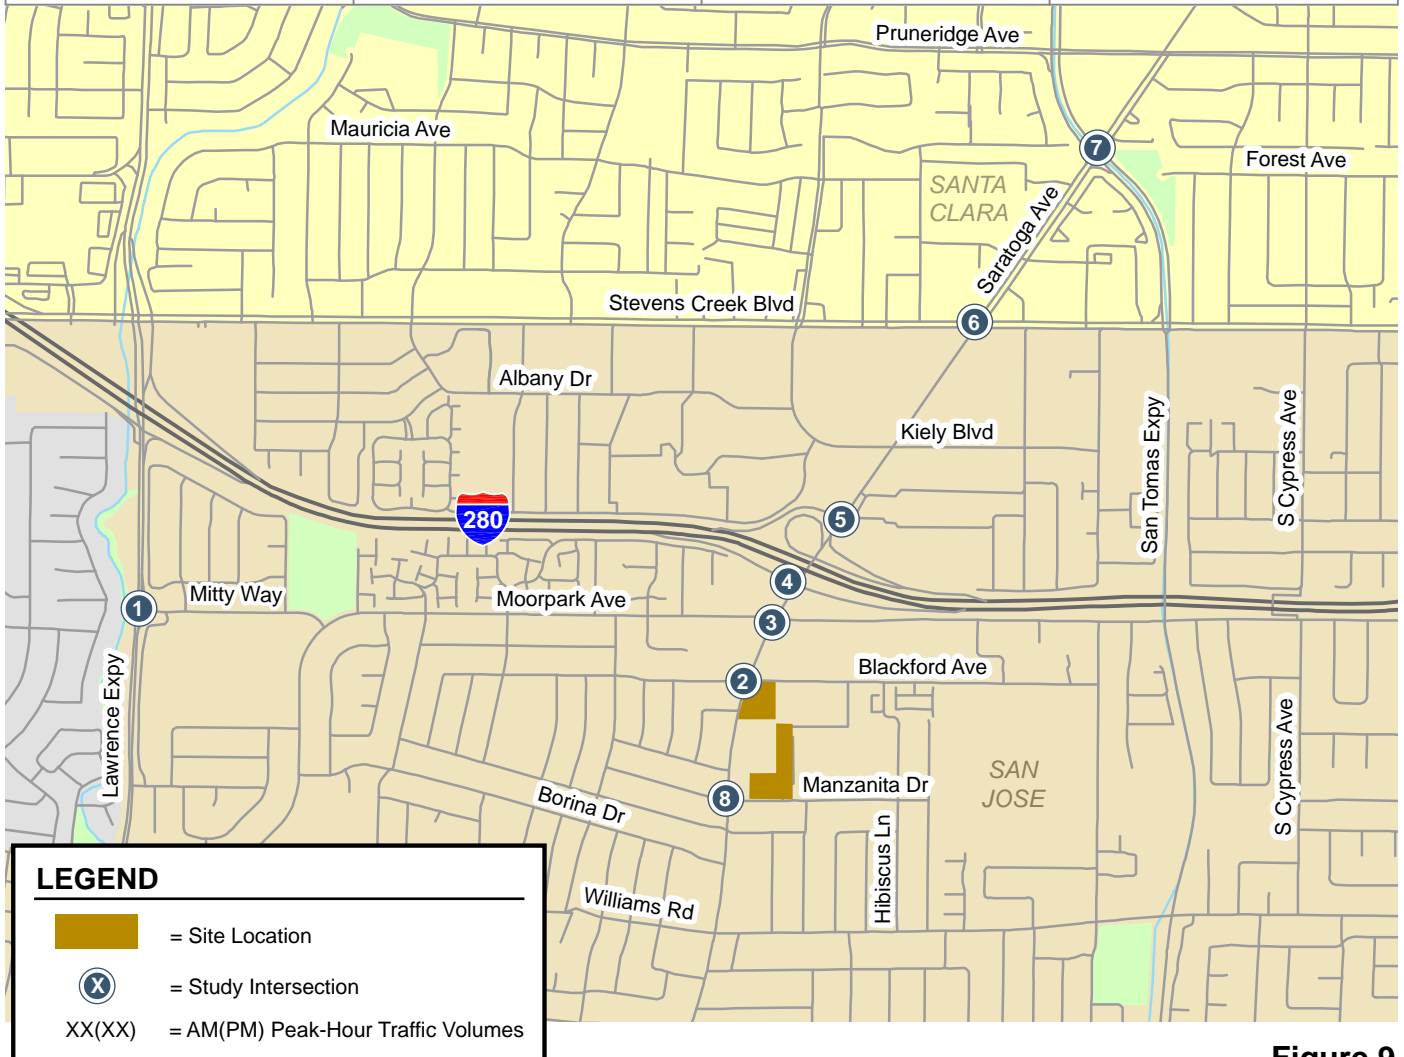 Pruneridge Ave
Mauricia Ave
7
Forest Ave
SANTA
CLARA
Saratoga Ave
Stevens Creek Blvd
6
Albany Dr
Kiely Blvd
San Tomas Expy
S Cypress Ave
280
5
4
Mitty Way
Moorpark Ave
1
3
Blackford Ave
2
Lawrence Expy
S Cypress Ave
SAN
JOSE
Manzanita Dr
8
Borina Dr
Hibiscus Ln
Williams Rd
LEGEND
= Site Location
X = Study Intersection
XX(XX) = AM(PM) Peak-Hour Traffic Volumes
Figure 9